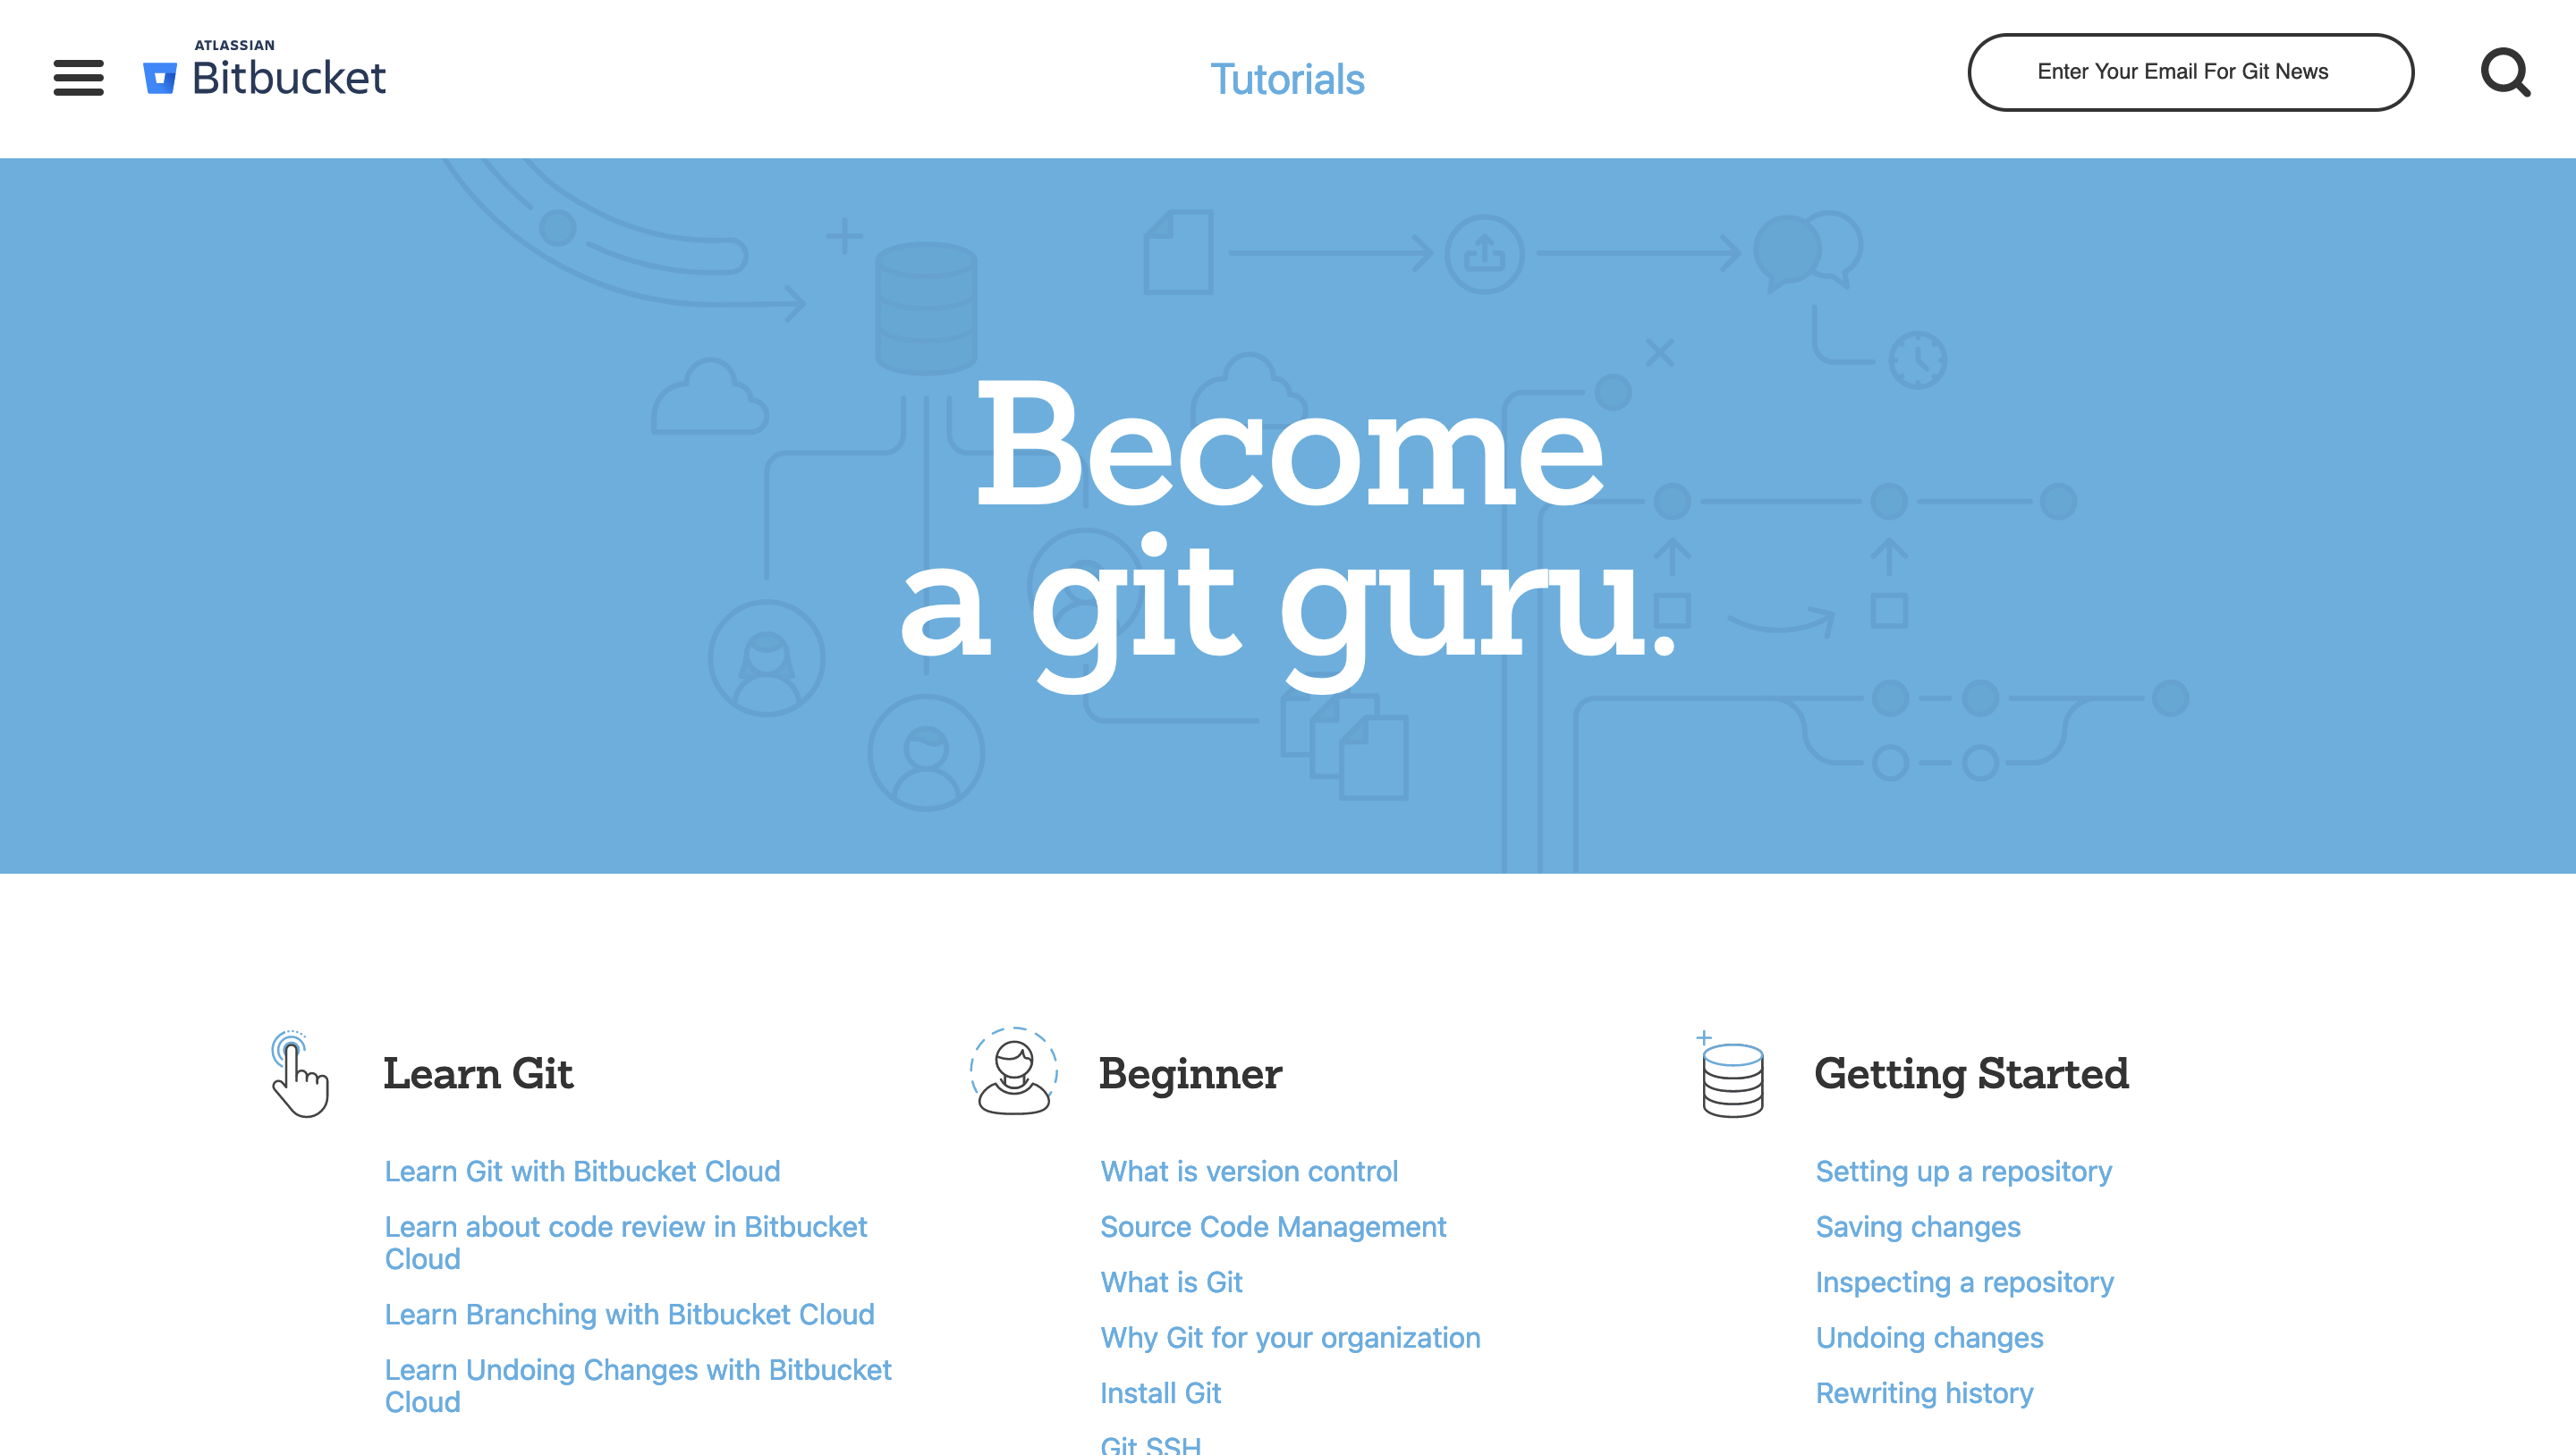 ATLASSIAN
Bitbucket
Tutorials
Enter Your Email For Git News
Become
a git guru.
Learn Git
Learn Git with Bitbucket Cloud
Learn about code review in Bitbucket
Cloud
Learn Branching with Bitbucket Cloud
Learn Undoing Changes with Bitbucket
Cloud
Beginner
What is version control
Source Code Management
What is Git
Why Git for your organization
Install Git
Git SSH
Getting Started
Setting up a repository
Saving changes
Inspecting a repository
Undoing changes
Rewriting history